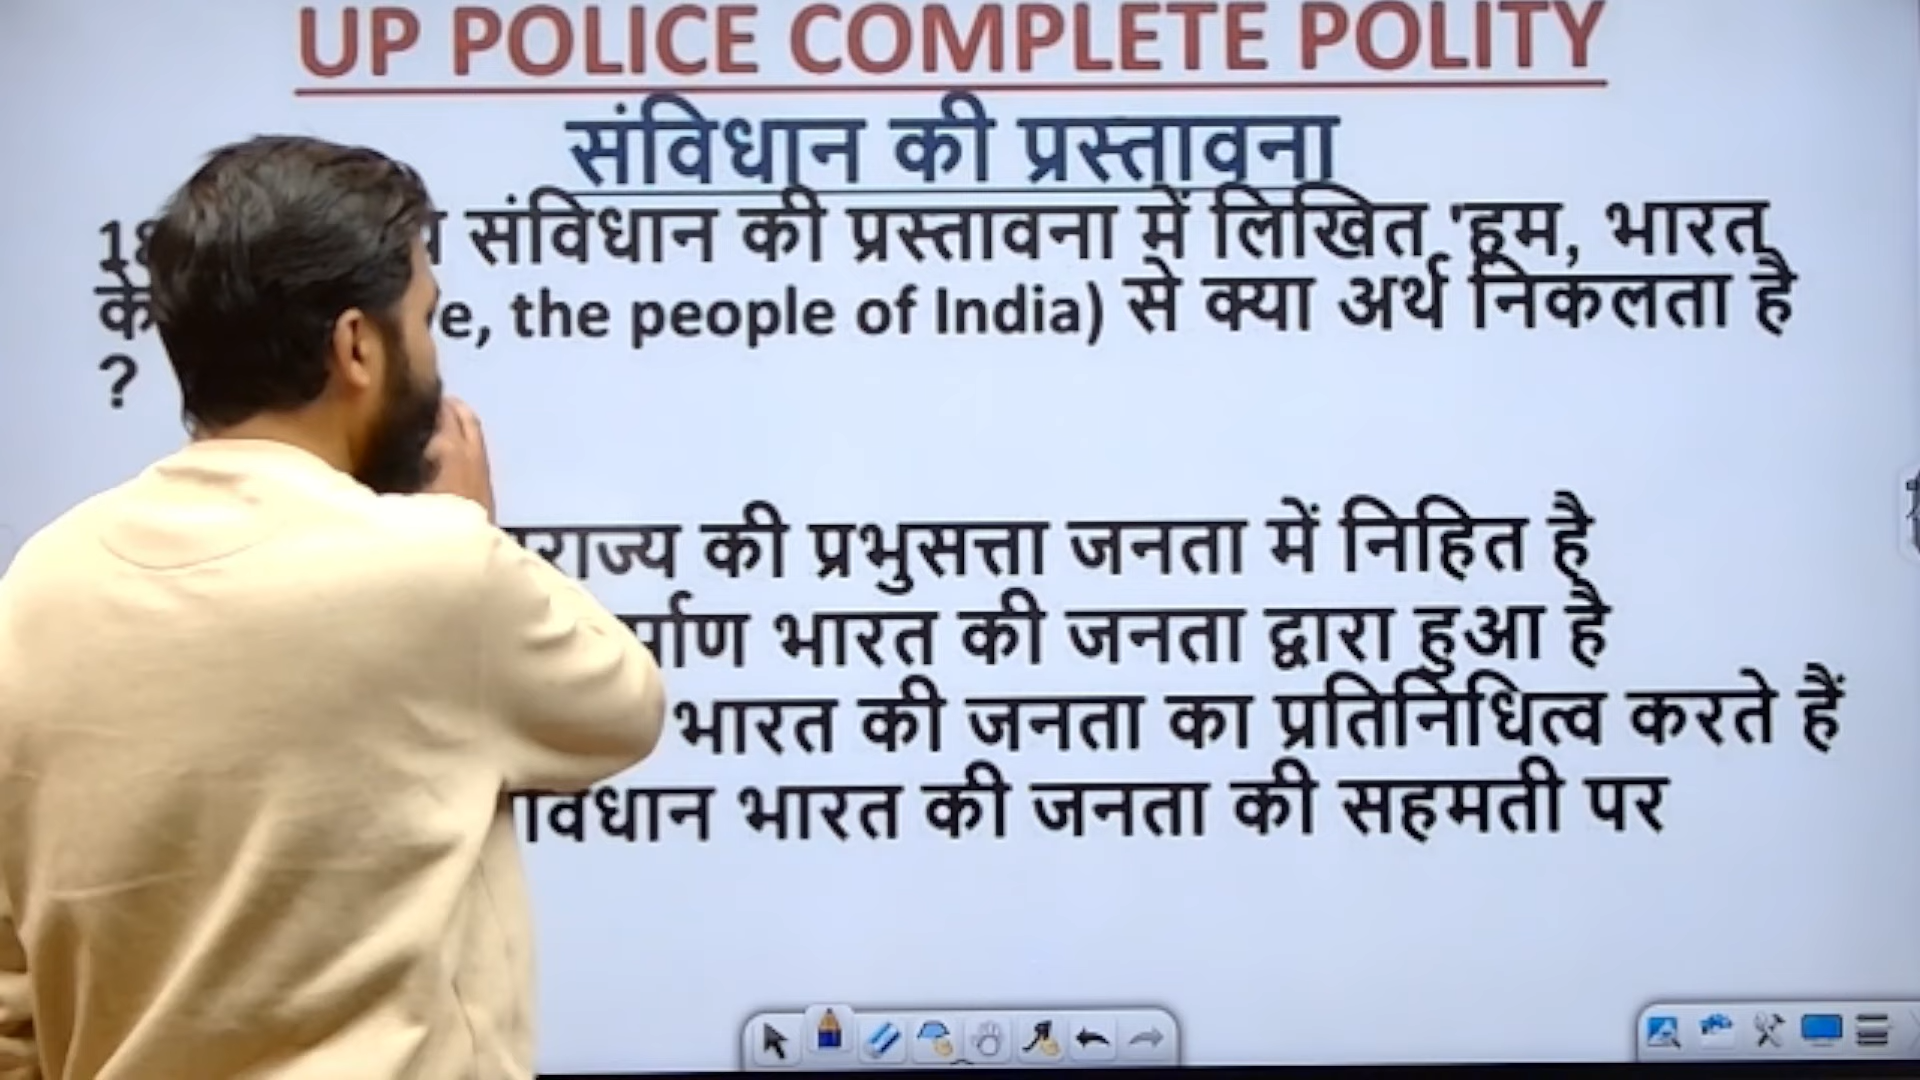 UP POLICE COMPLETE POLITY
संविधान की प्रस्तावना
संविधान की प्रस्तावना में लिखित 'हम, भारत
के the people of India) से क्या अर्थ निकलता है
?
की प्रभुसत्ता जनता में निहित है
भारत की जनता द्वारा हुआ है
भारत की जनता का प्रतिनिधित्व करते हैं
भारत की जनता की सहमती पर